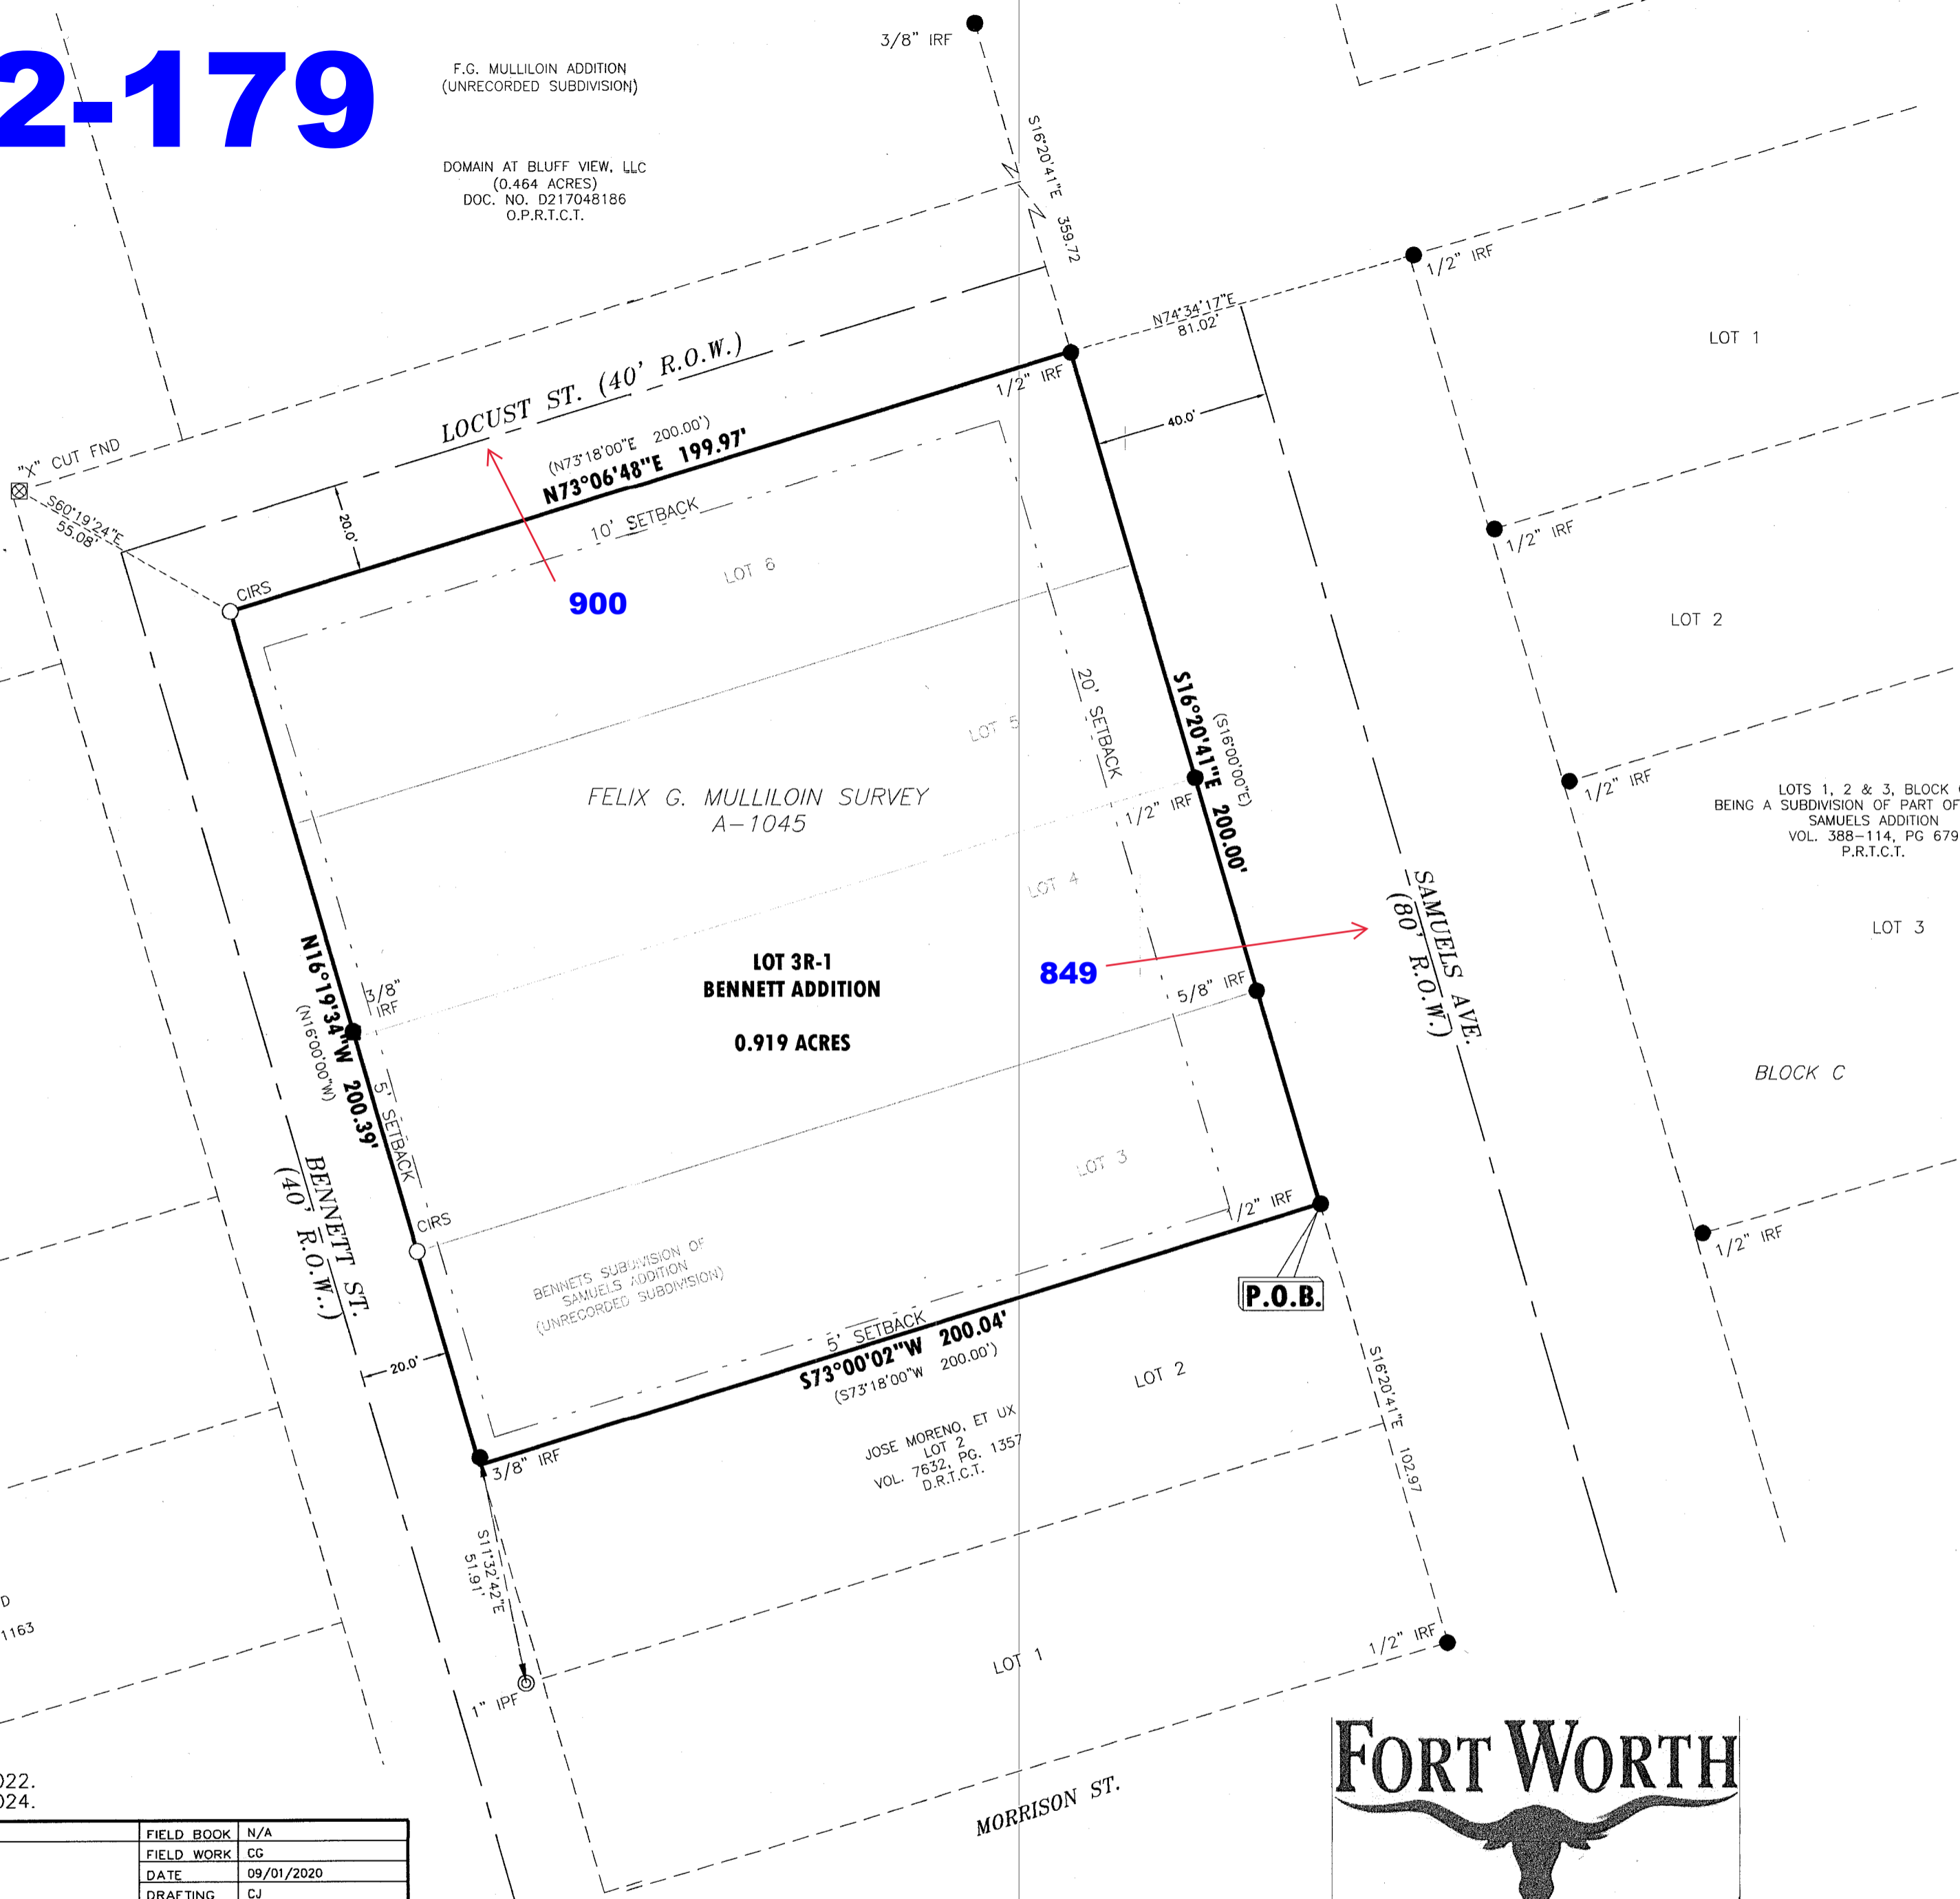 2-179
F.G. MULLILOIN ADDITION
(UNRECORDED SUBDIVISION)
DOMAIN AT BLUFF VIEW, LLC
(0.464 ACRES)
DOC. NO. D217048186
O.P.R.T.C.T.
3/8" IRF
S16°20'41"E 359.72
N74°34'17"E
81.02'
1/2" IRF
LOT 1
LOCUST ST. (40' R.O.W.)
1/2" IRF
(N73°18'00"E 200.00')
N73°06'48"E 199.97'
40.0'
"X" CUT FND
S60°19'24"E
55.08'
20.0'
10' SETBACK
1/2" IRF
CIRS
LOT 6
900
LOT 2
20' SETBACK
S16°20'41"E 200.00'
(S16°00'00"E)
LOT 5
FELIX G. MULLILOIN SURVEY
A-1045
1/2" IRF
1/2" IRF
LOTS 1, 2 & 3, BLOCK
BEING A SUBDIVISION OF PART OF
SAMUELS ADDITION
VOL. 388-114, PG 679
P.R.T.C.T.
LOT 4
SAMUELS AVE.
(80' R.O.W.)
LOT 3
LOT 3R-1
BENNETT ADDITION
0.919 ACRES
849
5/8" IRF
N16°19'34"W 200.39'
(N16°00'00"W)
3/8"
IRF
5' SETBACK
BLOCK C
LOT 3
BENNETT ST.
(40' R.O.W..)
CIRS
/2" IRF
1/2" IRF
BENNETS SUBDIVISION OF
SAMUELS ADDITION
(UNRECORDED SUBDIVISION)
P.O.B.
5' SETBACK
S73°00'02"W 200.04'
(S73°18'00"W 200.00')
20.0'
LOT 2
S16°20'41"E 102.97
JOSE MORENO, ET UX
LOT 2
VOL. 7632, PG. 1357
D.R.T.C.T.
3/8" IRF
S11°32'42"E
51.91'
D
1163
1/2" IRF
LOT 1
1" IPF
MORRISON ST.
FORT WORTH
022.
024.
FIELD BOOK N/A
FIELD WORK CG
DATE 09/01/2020
DRAFTING CJ